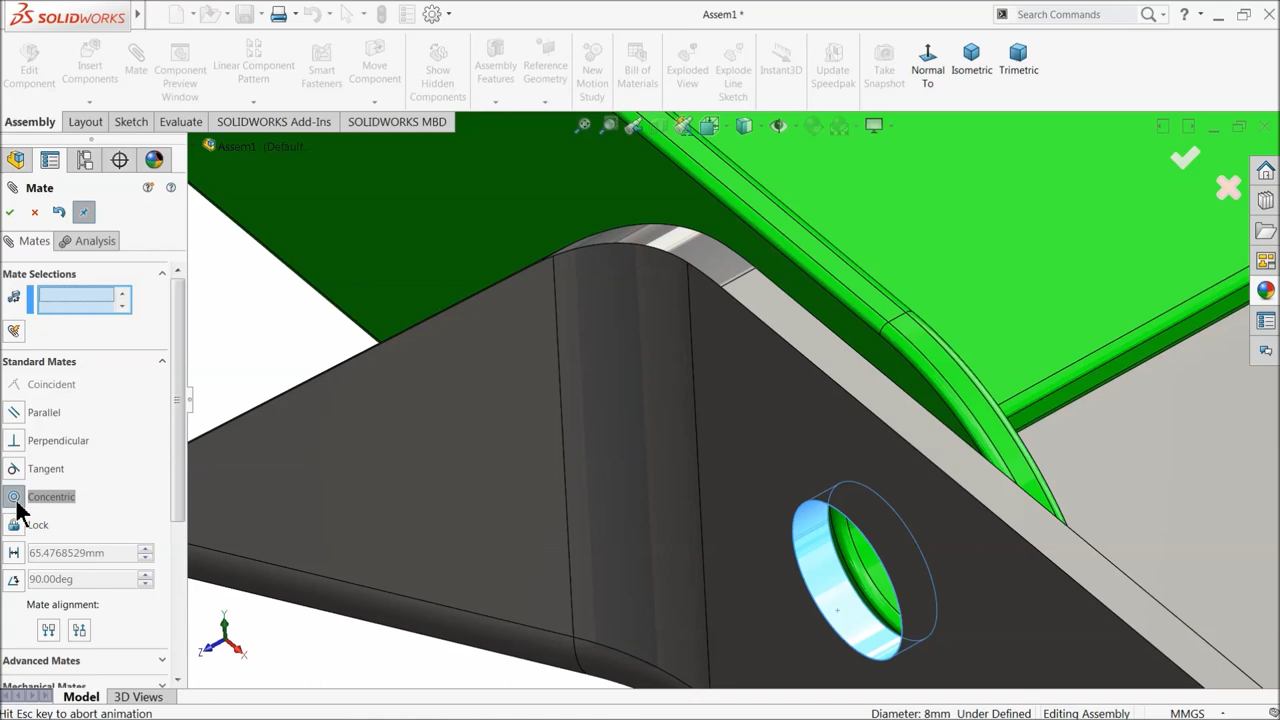 SOLIDWORKS
Assem1 *
Search Commands
Edit
Component
Insert
Components
Mate
Component
Preview
Window
Linear Component
Pattern
Smart
Fasteners
Move
Component
Show
Hidden
Components
Assembly
Features
Reference
Geometry
New
Motion
Study
Bill of
Materials
Exploded
View
Explode
Line
Sketch
Instant3D
Update
Speedpak
Take
Snapshot
Normal
To
Isometric
Trimetric
Assembly
Layout
Sketch
Evaluate
SOLIDWORKS Add-Ins
SOLIDWORKS MBD
Assem1 (Default...
Mate
Mates
Analysis
Mate Selections
Standard Mates
Coincident
Parallel
Perpendicular
Tangent
Concentric
Lock
65.4768529mm
90.00deg
Mate alignment:
Advanced Mates
Mechanical Mates
Y
Z
X
Model
3D Views
Hit Esc key to abort animation
Diameter: 8mm
Under Defined
Editing Assembly
MMGS